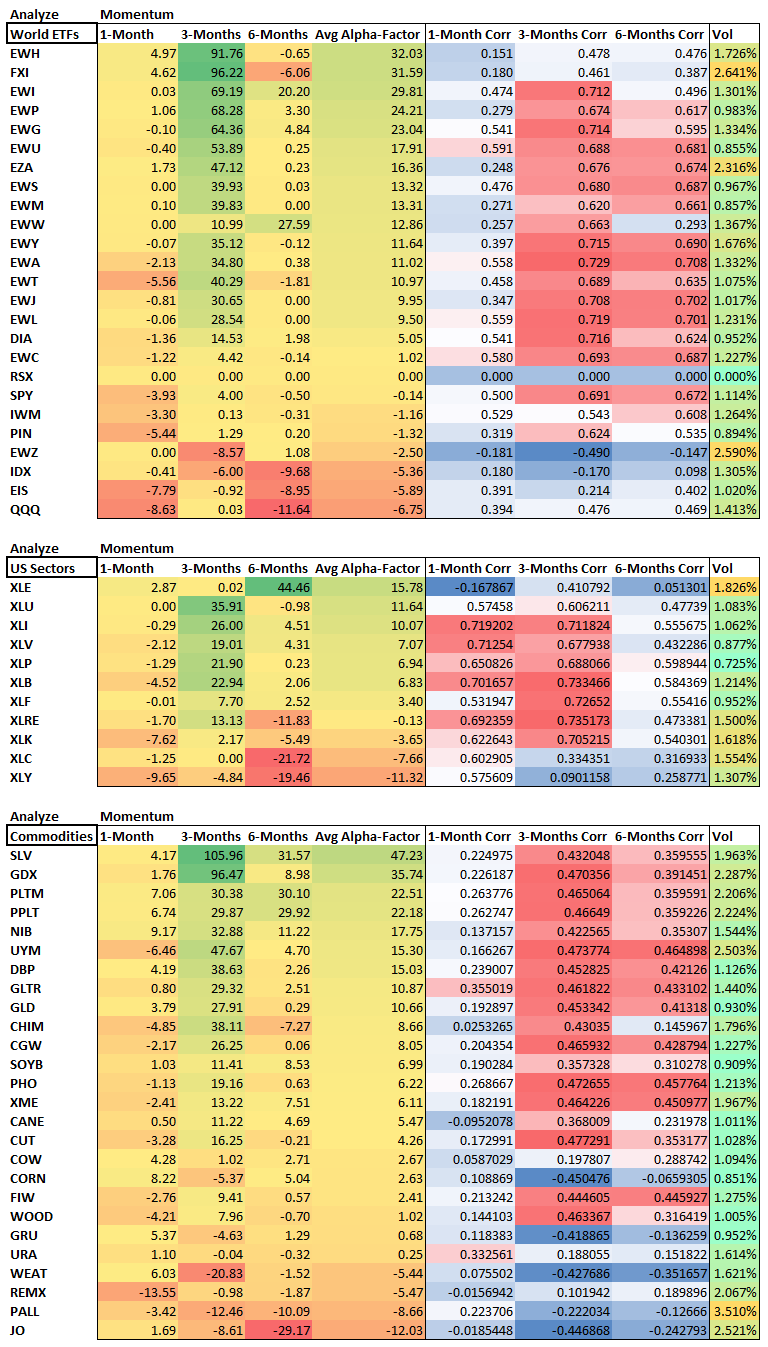 Analyze Momentum
World ETFs 1-Month 3-Months 6-Months Avg Alpha-Factor 1-Month Corr 3-Months Corr 6-Months Corr Vol
EWH 4.97 91.76 -0.65 32.03 0.151 0.478 0.476 1.726%
FXI 4.62 96.22 -6.06 31.59 0.180 0.461 0.387 2.641%
EWI 0.03 69.19 20.20 29.81 0.474 0.712 0.496 1.301%
EWP 1.06 68.28 3.30 24.21 0.279 0.674 0.617 0.983%
EWG -0.10 64.36 4.84 23.04 0.541 0.714 0.595 1.334%
EWU -0.40 53.89 0.25 17.91 0.591 0.688 0.681 0.855%
EZA 1.73 47.12 0.23 16.36 0.248 0.676 0.674 2.316%
EWS 0.00 39.93 0.03 13.32 0.476 0.680 0.687 0.967%
EWM 0.10 39.83 0.00 13.31 0.271 0.620 0.661 0.857%
EWW 0.00 10.99 27.59 12.86 0.257 0.663 0.293 1.367%
EWY -0.07 35.12 -0.12 11.64 0.397 0.715 0.690 1.676%
EWA -2.13 34.80 0.38 11.02 0.558 0.729 0.708 1.332%
EWT -5.56 40.29 -1.81 10.97 0.458 0.689 0.635 1.075%
EWJ -0.81 30.65 0.00 9.95 0.347 0.708 0.702 1.017%
EWL -0.06 28.54 0.00 9.50 0.559 0.719 0.701 1.231%
DIA -1.36 14.53 1.98 5.05 0.541 0.716 0.624 0.952%
EWC -1.22 4.42 -0.14 1.02 0.580 0.693 0.687 1.227%
RSX 0.00 0.00 0.00 0.00 0.000 0.000 0.000 0.000%
SPY -3.93 4.00 -0.50 -0.14 0.500 0.691 0.672 1.114%
IWM -3.30 0.13 -0.31 -1.16 0.529 0.543 0.608 1.264%
PIN -5.44 1.29 0.20 -1.32 0.319 0.624 0.535 0.894%
EWZ 0.00 -8.57 1.08 -2.50 -0.181 -0.490 -0.147 2.590%
IDX -0.41 -6.00 -9.68 -5.36 0.180 -0.170 0.098 1.305%
EIS -7.79 -0.92 -8.95 -5.89 0.391 0.214 0.402 1.020%
QQQ -8.63 0.03 -11.64 -6.75 0.394 0.476 0.469 1.413%
Analyze Momentum
US Sectors 1-Month 3-Months 6-Months Avg Alpha-Factor 1-Month Corr 3-Months Corr 6-Months Corr Vol
XLE 2.87 0.02 44.46 15.78 -0.167867 0.410792 0.051301 1.826%
XLU 0.00 35.91 -0.98 11.64 0.57458 0.606211 0.47739 1.083%
XLI -0.29 26.00 4.51 10.07 0.719202 0.711824 0.555675 1.062%
XLV -2.12 19.01 4.31 7.07 0.71254 0.677938 0.432286 0.877%
XLP -1.29 21.90 0.23 6.94 0.650826 0.688066 0.598944 0.725%
XLB -4.52 22.94 2.06 6.83 0.701657 0.733466 0.584369 1.214%
XLF -0.01 7.70 2.52 3.40 0.531947 0.72652 0.55416 0.952%
XLRE -1.70 13.13 -11.83 -0.13 0.692359 0.735173 0.473381 1.500%
XLK -7.62 2.17 -5.49 -3.65 0.622643 0.705215 0.540301 1.618%
XLC -1.25 0.00 -21.72 -7.66 0.602905 0.334351 0.316933 1.554%
XLY -9.65 -4.84 -19.46 -11.32 0.575609 0.0901158 0.258771 1.307%
Analyze Momentum
Commodities 1-Month 3-Months 6-Months Avg Alpha-Factor 1-Month Corr 3-Months Corr 6-Months Corr Vol
SLV 4.17 105.96 31.57 47.23 0.224975 0.432048 0.359555 1.963%
GDX 1.76 96.47 8.98 35.74 0.226187 0.470356 0.391451 2.287%
PLTM 7.06 30.38 30.10 22.51 0.263776 0.465064 0.359591 2.206%
PPLT 6.74 29.87 29.92 22.18 0.262747 0.46649 0.359226 2.224%
NIB 9.17 32.88 11.22 17.75 0.137157 0.422565 0.35307 1.544%
UYM -6.46 47.67 4.70 15.30 0.166267 0.473774 0.464898 2.503%
DBP 4.19 38.63 2.26 15.03 0.239007 0.452825 0.42126 1.126%
GLTR 0.80 29.32 2.51 10.87 0.355019 0.461822 0.433102 1.440%
GLD 3.79 27.91 0.29 10.66 0.192897 0.453342 0.41318 0.930%
CHIM -4.85 38.11 -7.27 8.66 0.0253265 0.43035 0.145967 1.796%
CGW -2.17 26.25 0.06 8.05 0.204354 0.465932 0.428794 1.227%
SOYB 1.03 11.41 8.53 6.99 0.190284 0.357328 0.310278 0.909%
PHO -1.13 19.16 0.63 6.22 0.268667 0.472655 0.457764 1.213%
XME -2.41 13.22 7.51 6.11 0.182191 0.464226 0.450977 1.967%
CANE 0.50 11.22 4.69 5.47 -0.0952078 0.368009 0.231978 1.011%
CUT -3.28 16.25 -0.21 4.26 0.172991 0.477291 0.353177 1.028%
COW 4.28 1.02 2.71 2.67 0.0587029 0.197807 0.288742 1.094%
CORN 8.22 -5.37 5.04 2.63 0.108869 -0.450476 -0.0659305 0.851%
FIW -2.76 9.41 0.57 2.41 0.213242 0.444605 0.445927 1.275%
WOOD -4.21 7.96 -0.70 1.02 0.144103 0.463367 0.316419 1.005%
GRU 5.37 -4.63 1.29 0.68 0.118383 -0.418865 -0.136259 0.952%
URA 1.10 -0.04 -0.32 0.25 0.332561 0.188055 0.151822 1.614%
WEAT 6.03 -20.83 -1.52 -5.44 0.075502 -0.427686 -0.351657 1.621%
REMX -13.55 -0.98 -1.87 -5.47 -0.0156942 0.101942 0.189896 2.067%
PALL -3.42 -12.46 -10.09 -8.66 0.223706 -0.222034 -0.12666 3.510%
JO 1.69 -8.61 -29.17 -12.03 -0.0185448 -0.446868 -0.242793 2.521%